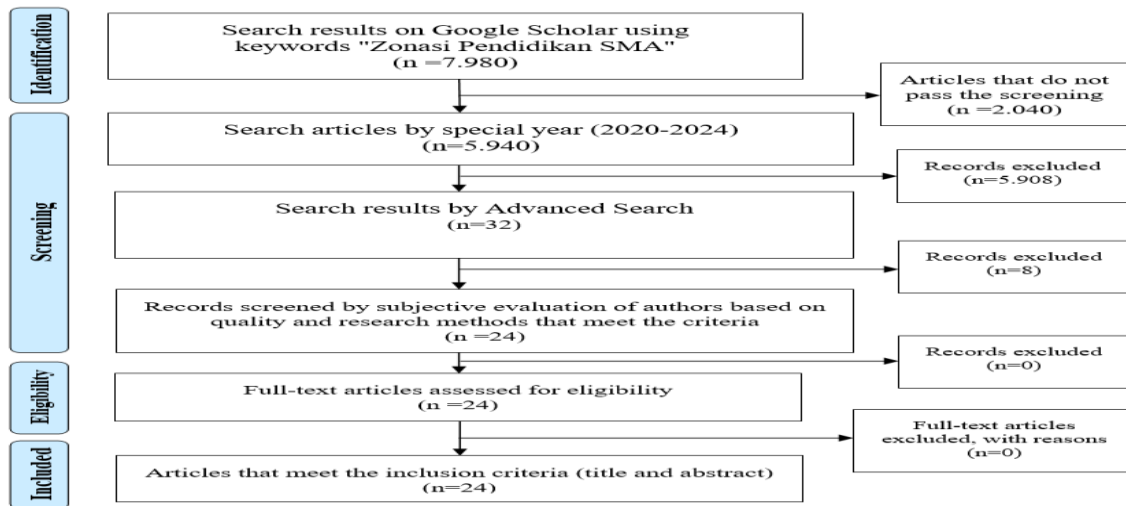 Identification
Search results on Google Scholar using
keywords "Zonasi Pendidikan SMA"
(n =7.980)
Articles that do not
pass the screening
(n =2.040)
Screening
Search articles by special year (2020-2024)
(n=5.940)
Records excluded
(n=5.908)
Search results by Advanced Search
(n=32)
Records excluded
(n=8)
Records screened by subjective evaluation of authors based on
quality and research methods that meet the criteria
(n =24)
Records excluded
(n=0)
Eligibility
Full-text articles assessed for eligibility
(n =24)
Full-text articles
excluded, with reasons
(n=0)
Included
Articles that meet the inclusion criteria (title and abstract)
(n=24)